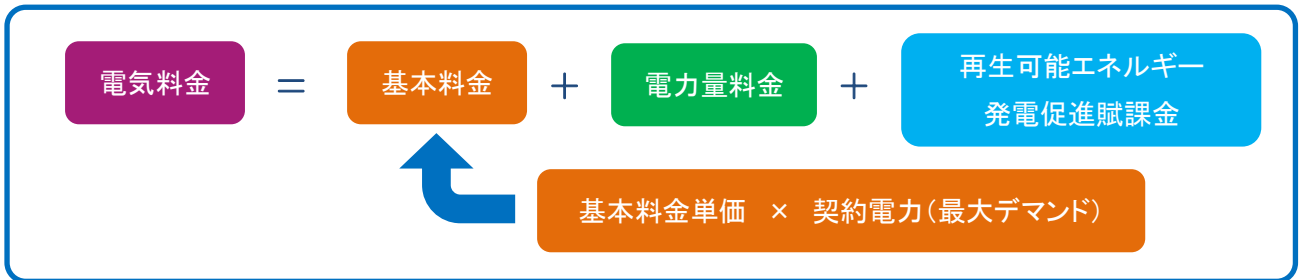 電気料金 = 基本料金 + 電力量料金 + 再生可能エネルギー
発電促進賦課金
基本料金単価 × 契約電力(最大デマンド)